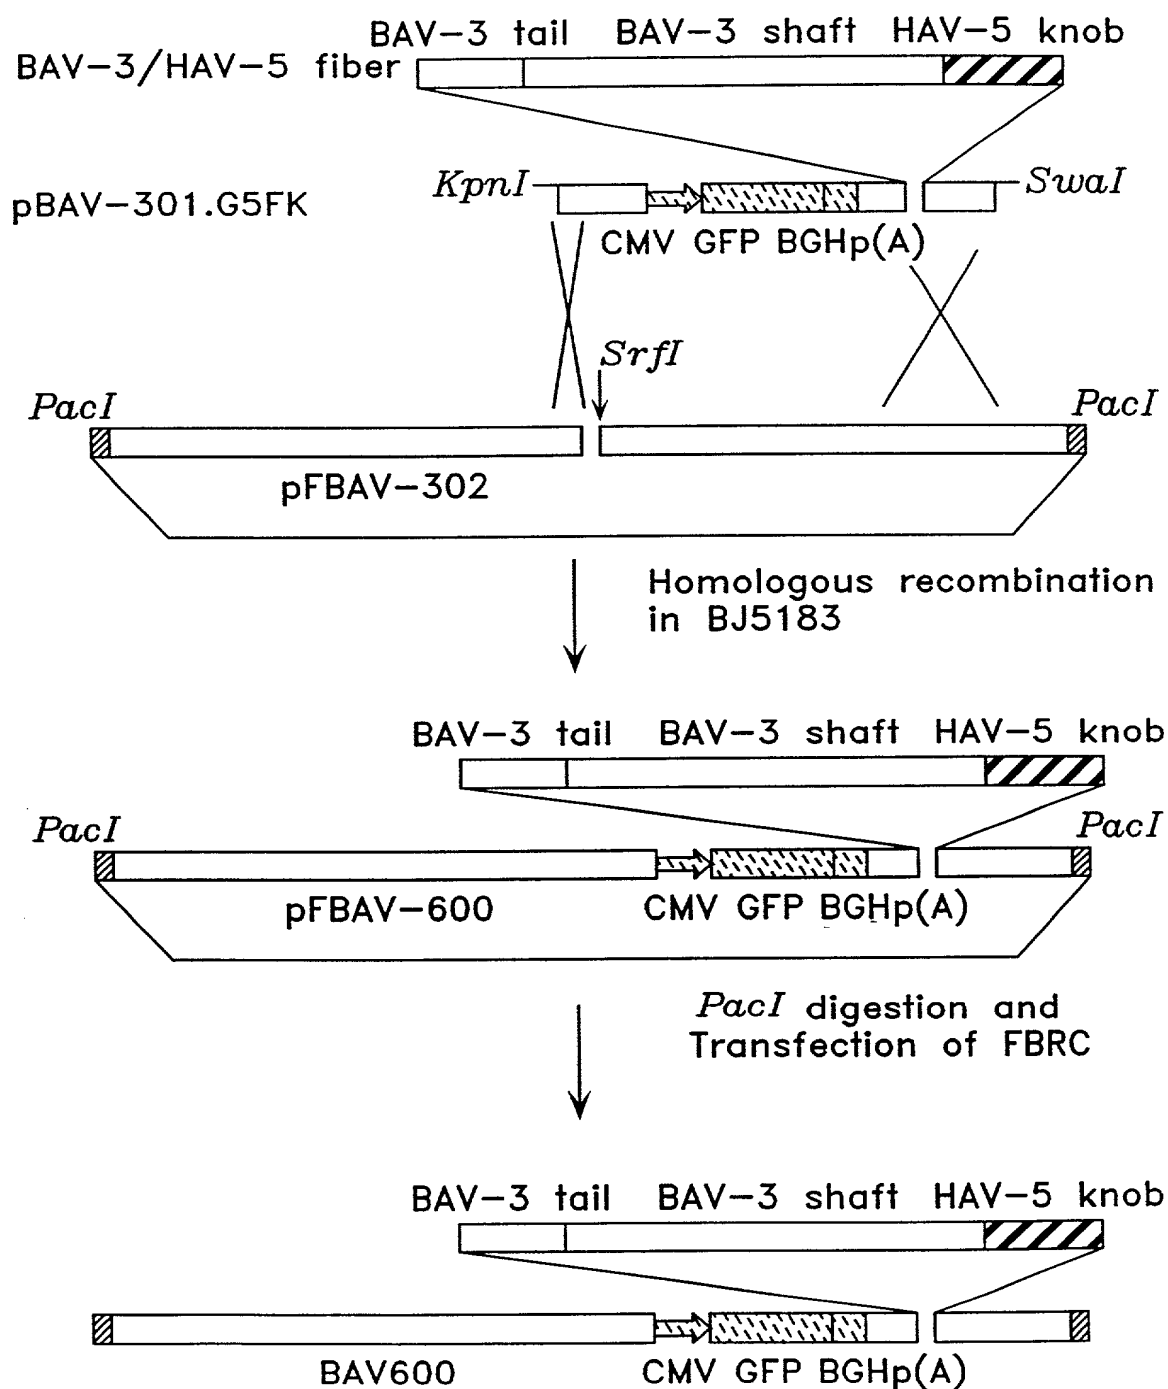 BAV-3 tail BAV-3 shaft HAV-5 knob
BAV-3/HAV-5 fiber
KpnI
SwaI
pBAV-301.G5FK
CMV GFP BGHp(A)
SrfI
PacI
PacI
pFBAV-302
Homologous recombination
in BJ5183
BAV-3 tail BAV-3 shaft HAV-5 knob
PacI
PacI
pFBAV-600
CMV GFP BGHp(A)
PacI digestion and
Transfection of FBRC
BAV-3 tail BAV-3 shaft HAV-5 knob
BAV600
CMV GFP BGHp(A)